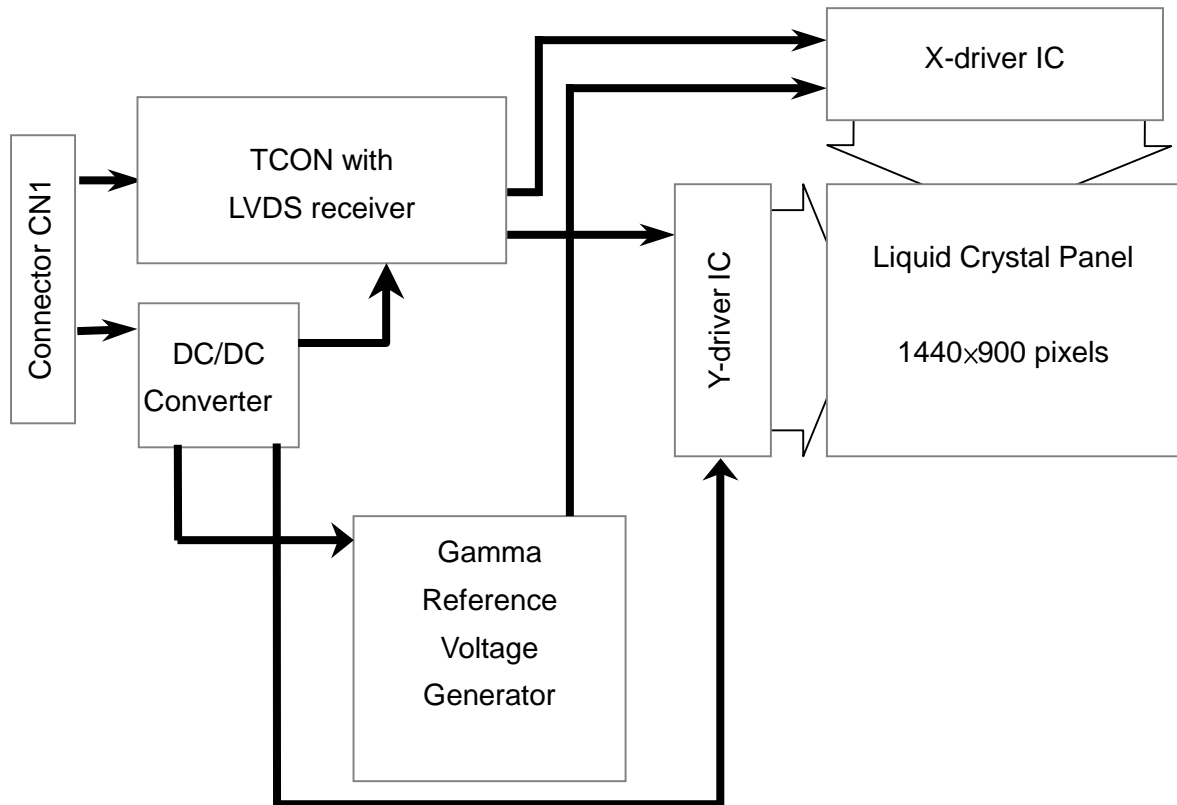 Connector CN1
TCON with
LVDS receiver
DC/DC
Converter
Gamma
Reference
Voltage
Generator
X-driver IC
Y-driver IC
Liquid Crystal Panel
1440×900 pixels